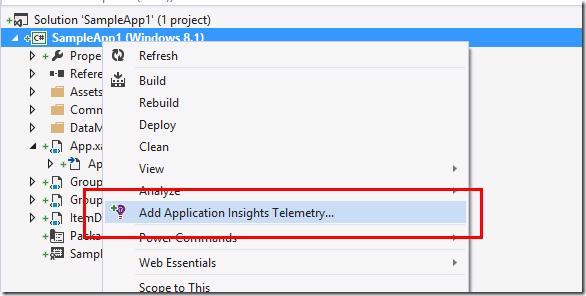 Solution 'SampleApp1' (1 project)
C# SampleApp1 (Windows 8.1)
Refresh
Prope
Build
Refere
Rebuild
Assets
Deploy
Comm
DataM
Clean
App.xa
View
Ap
Analyze
Group
Group
Add Application Insights Telemetry...
ItemD
Packa
Power Commands
Sampl
Web Essentials
Scope to This